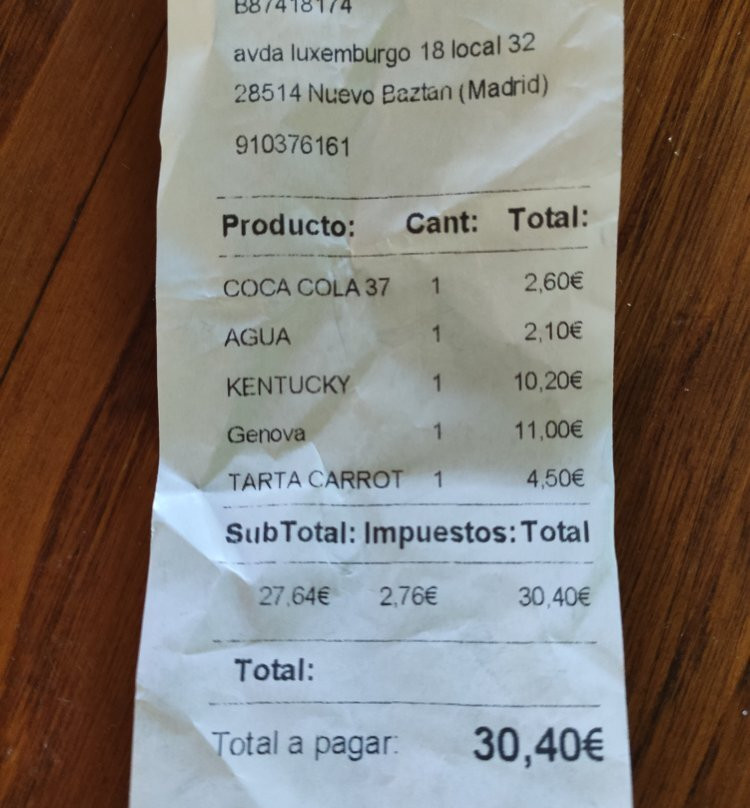 B87418174
avda luxemburgo 18 local 32
28514 Nuevo Baztan (Madrid)
910376161
Producto: Cant: Total:
COCA COLA 37 1 2,60€
AGUA 1 2,10€
KENTUCKY 1 10,20€
Genova 1 11,00€
TARTA CARROT 1 4,50€
SubTotal: Impuestos: Total
27,64€ 2,76€ 30,40€
Total:
Total a pagar: 30,40€